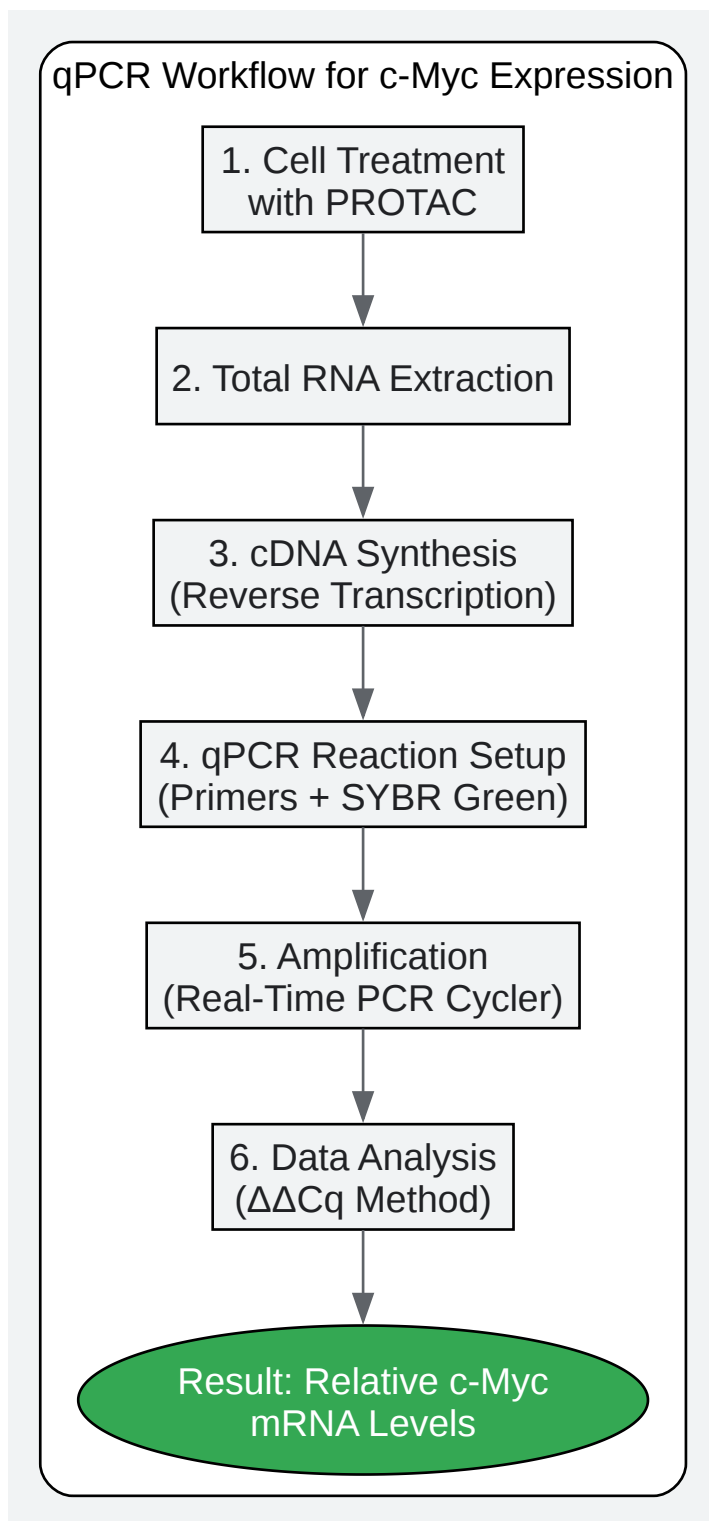 qPCR Workflow for c-Myc Expression
1. Cell Treatment
with PROTAC
2. Total RNA Extraction
3. cDNA Synthesis
(Reverse Transcription)
4. qPCR Reaction Setup
(Primers + SYBR Green)
5. Amplification
(Real-Time PCR Cycler)
6. Data Analysis
(ΔΔCq Method)
Result: Relative c-Myc
mRNA Levels